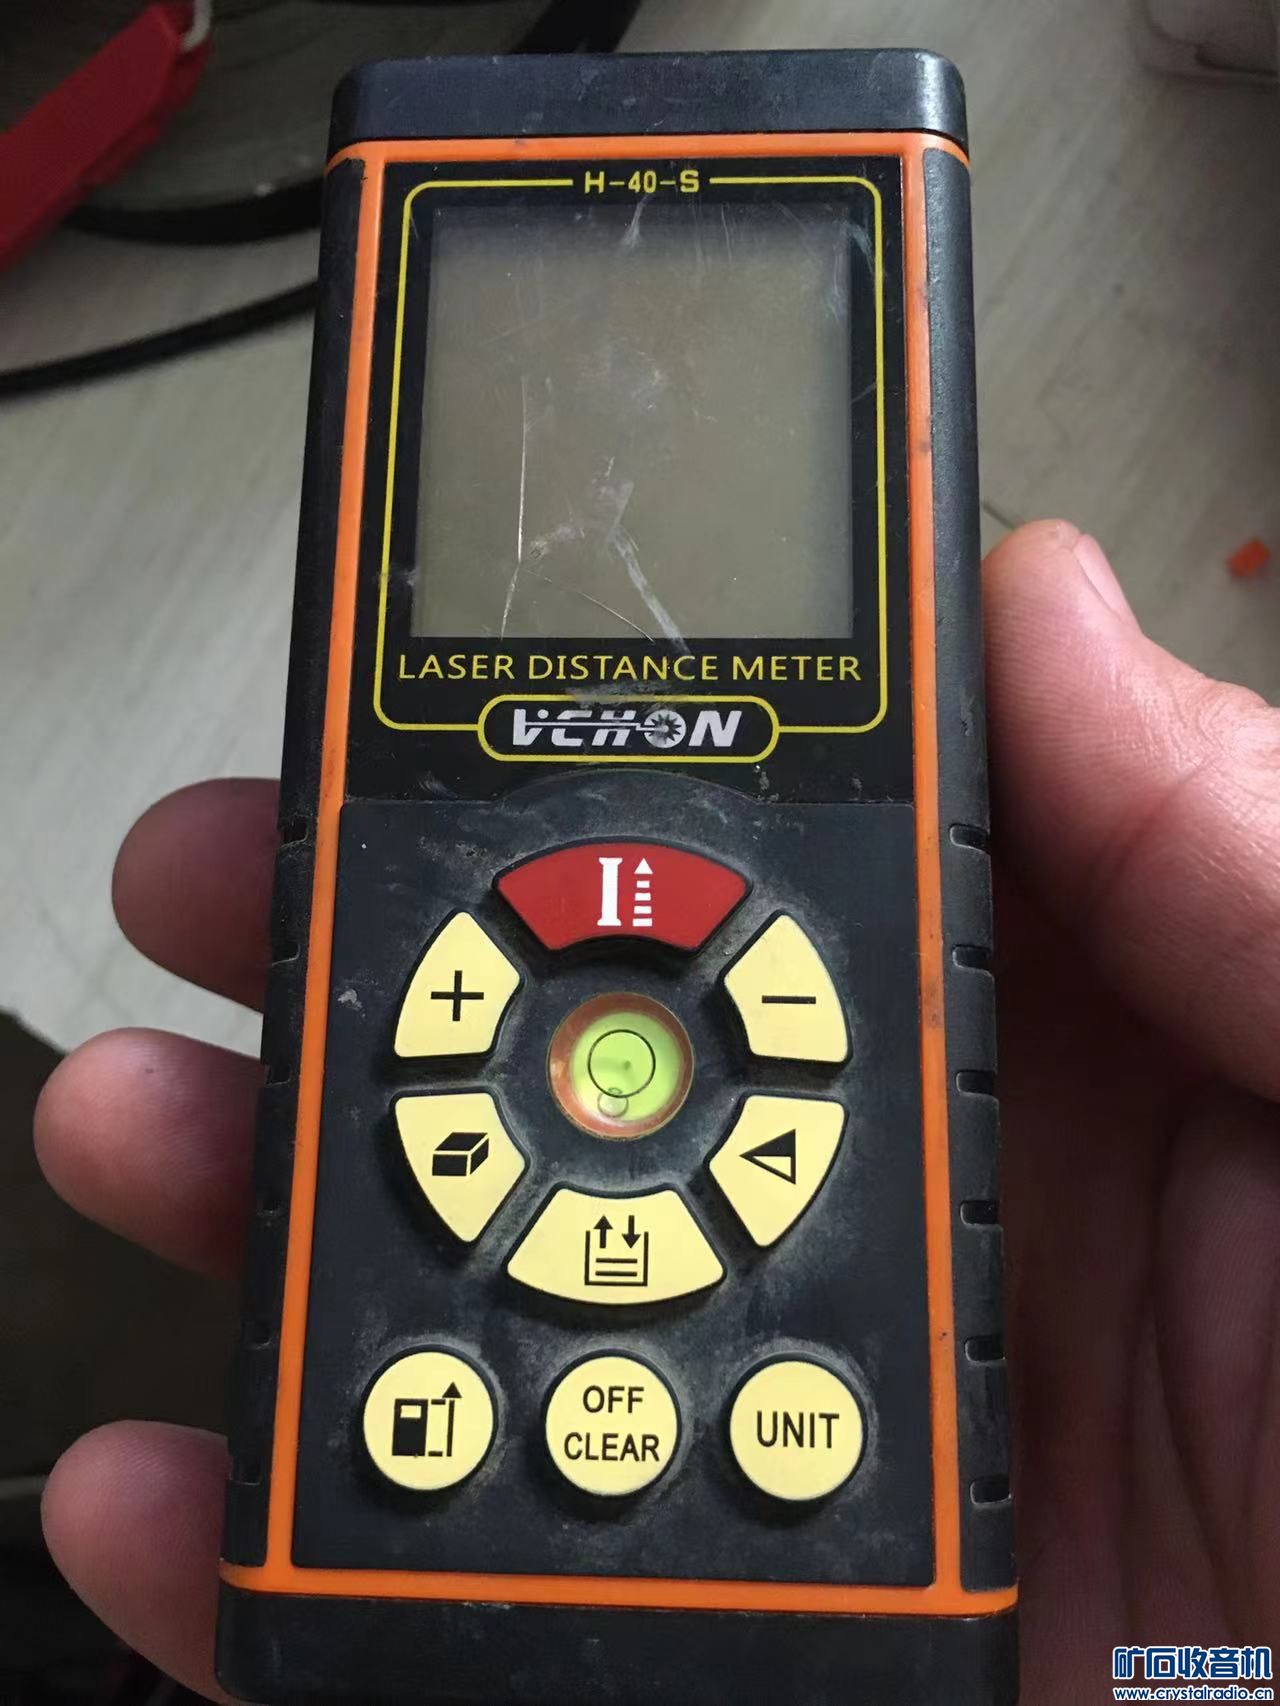 H-40-S
LASER DISTANCE METER
VCHON
+
−
OFF
CLEAR
UNIT
矿石收音机
www.crystalradio.cn